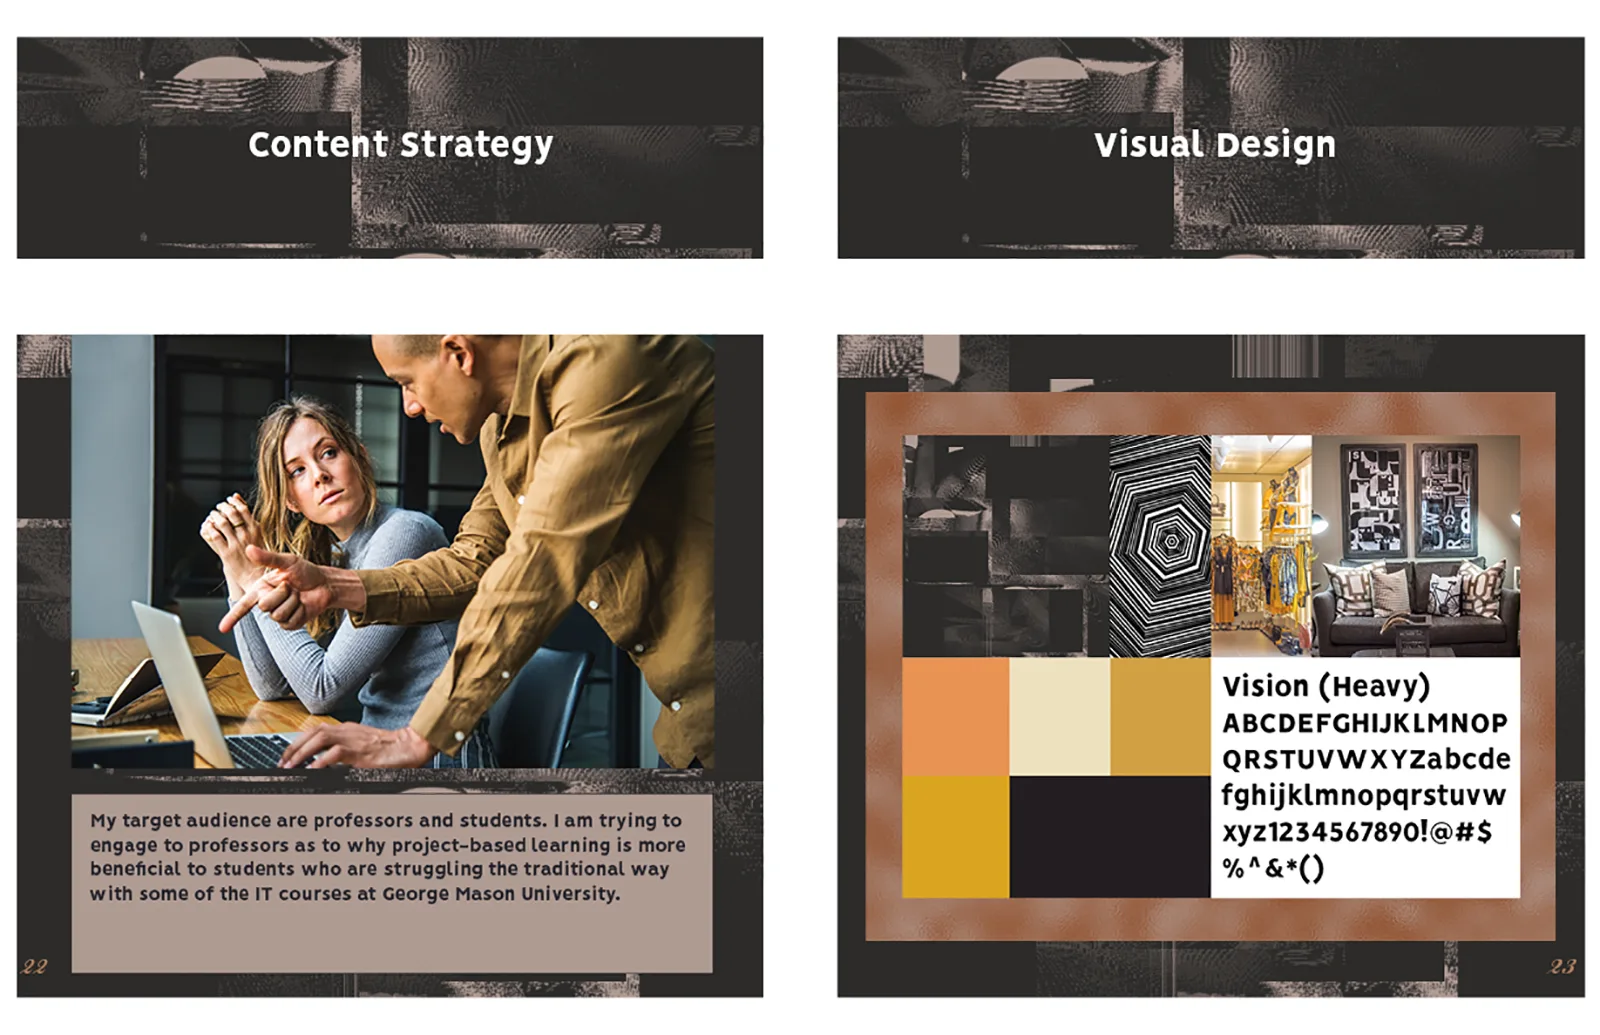 Content Strategy
Visual Design
My target audience are professors and students. I am trying to
engage to professors as to why project-based learning is more
beneficial to students who are struggling the traditional way
with some of the IT courses at George Mason University.
22
Vision (Heavy)
ABCDEFGHIJKLMNOP
QRSTUVWXYZabcde
fghijklmnopqrstuvw
xyz1234567890!@#$
%^&*()
23